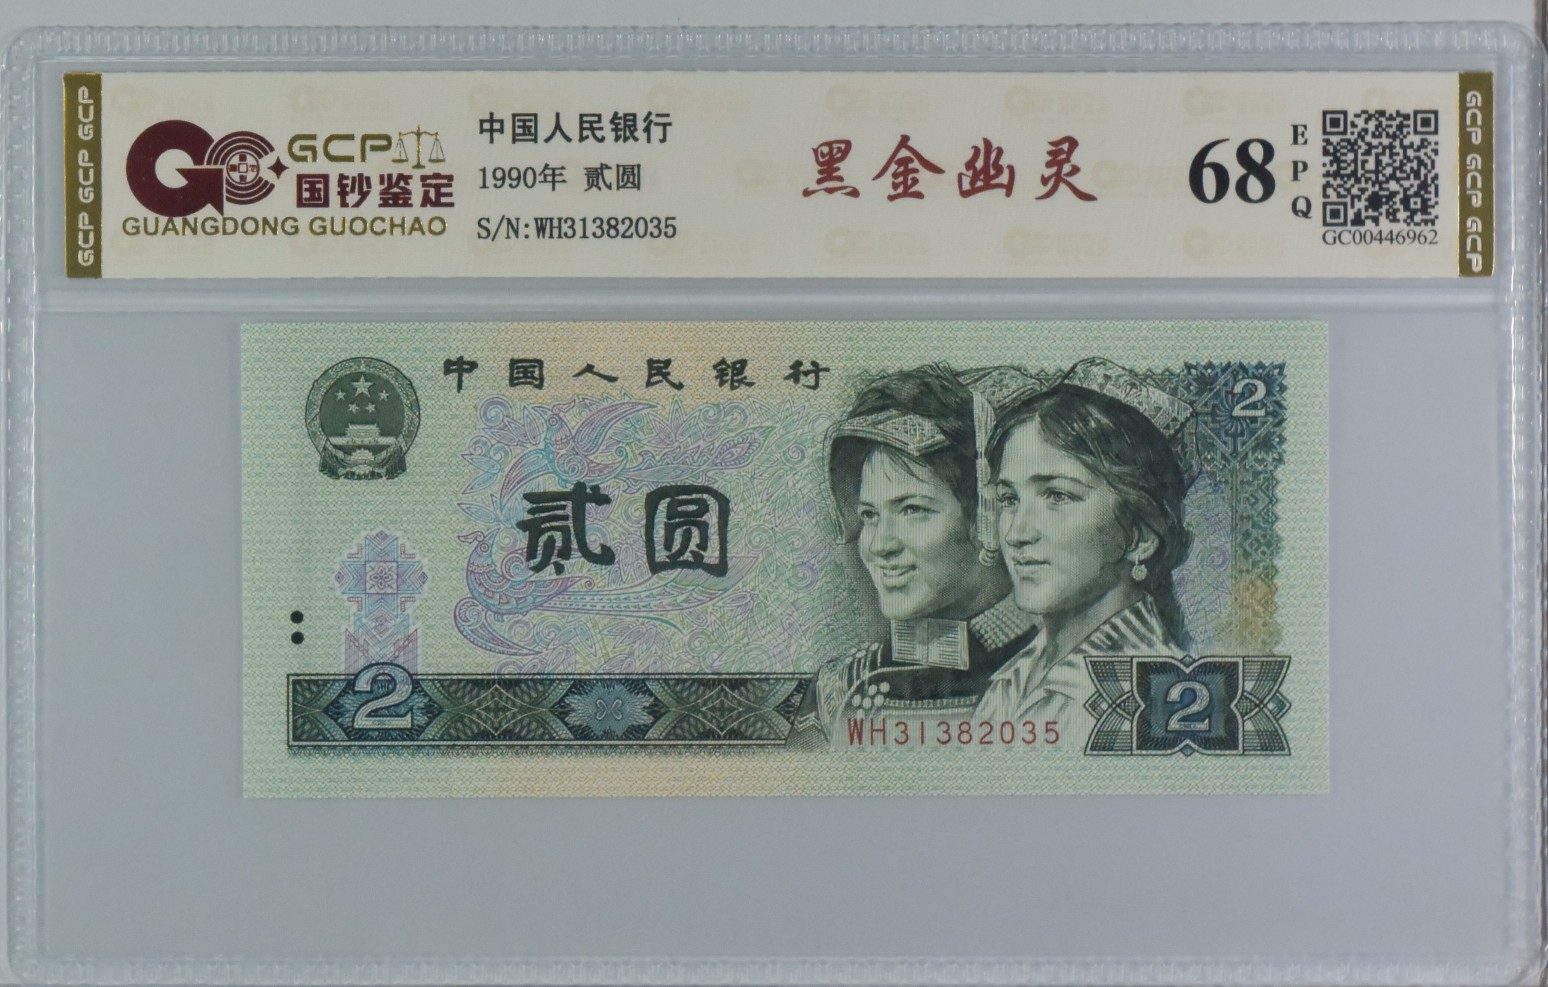 GCP GCP GCP
GCP
国钞鉴定
GUANGDONG GUOCHAO
中国人民银行
1990年 贰圆
S/N:WH31382035
黑金幽灵
68
EPQ
GC00446962
GCP GCP GCP
中国人民银行
2
贰圆
2
WH31382035
2